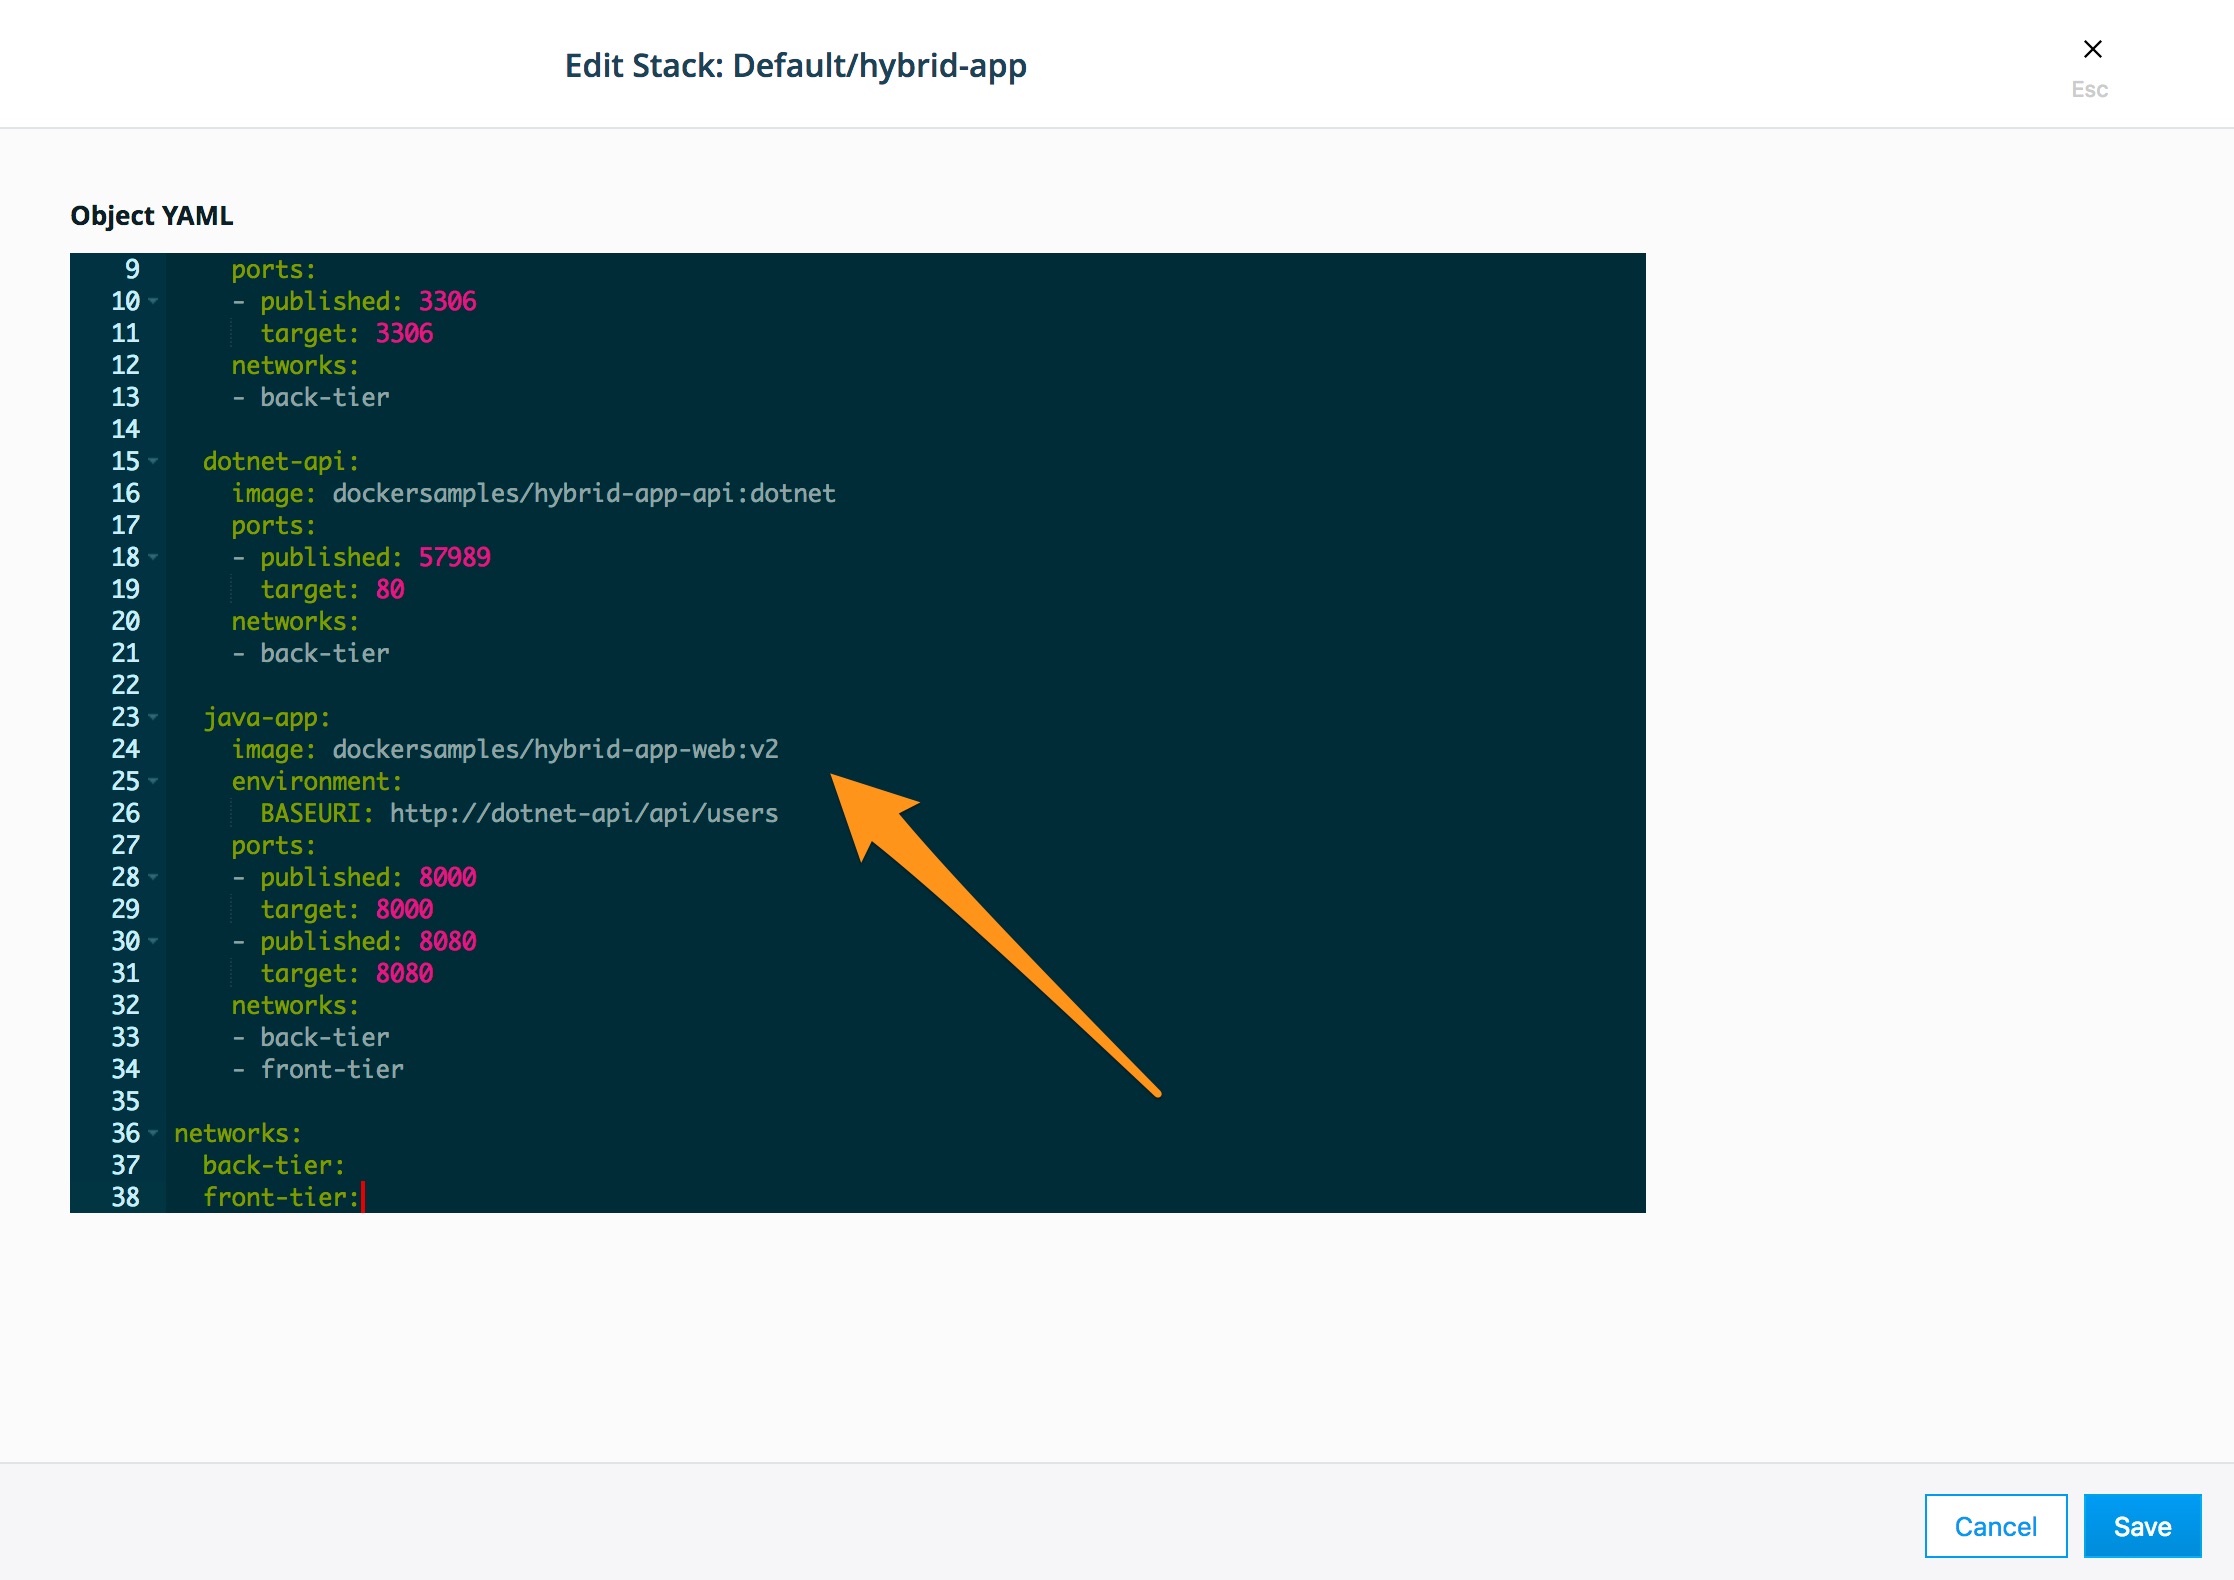 Edit Stack: Default/hybrid-app
Esc
Object YAML
9       ports:
10      - published: 3306
11        target: 3306
12      networks:
13      - back-tier
14
15    dotnet-api:
16      image: dockersamples/hybrid-app-api:dotnet
17      ports:
18      - published: 57989
19        target: 80
20      networks:
21      - back-tier
22
23    java-app:
24      image: dockersamples/hybrid-app-web:v2
25      environment:
26        BASEURI: http://dotnet-api/api/users
27      ports:
28      - published: 8000
29        target: 8000
30      - published: 8080
31        target: 8080
32      networks:
33      - back-tier
34      - front-tier
35
36  networks:
37    back-tier:
38    front-tier:
Cancel
Save